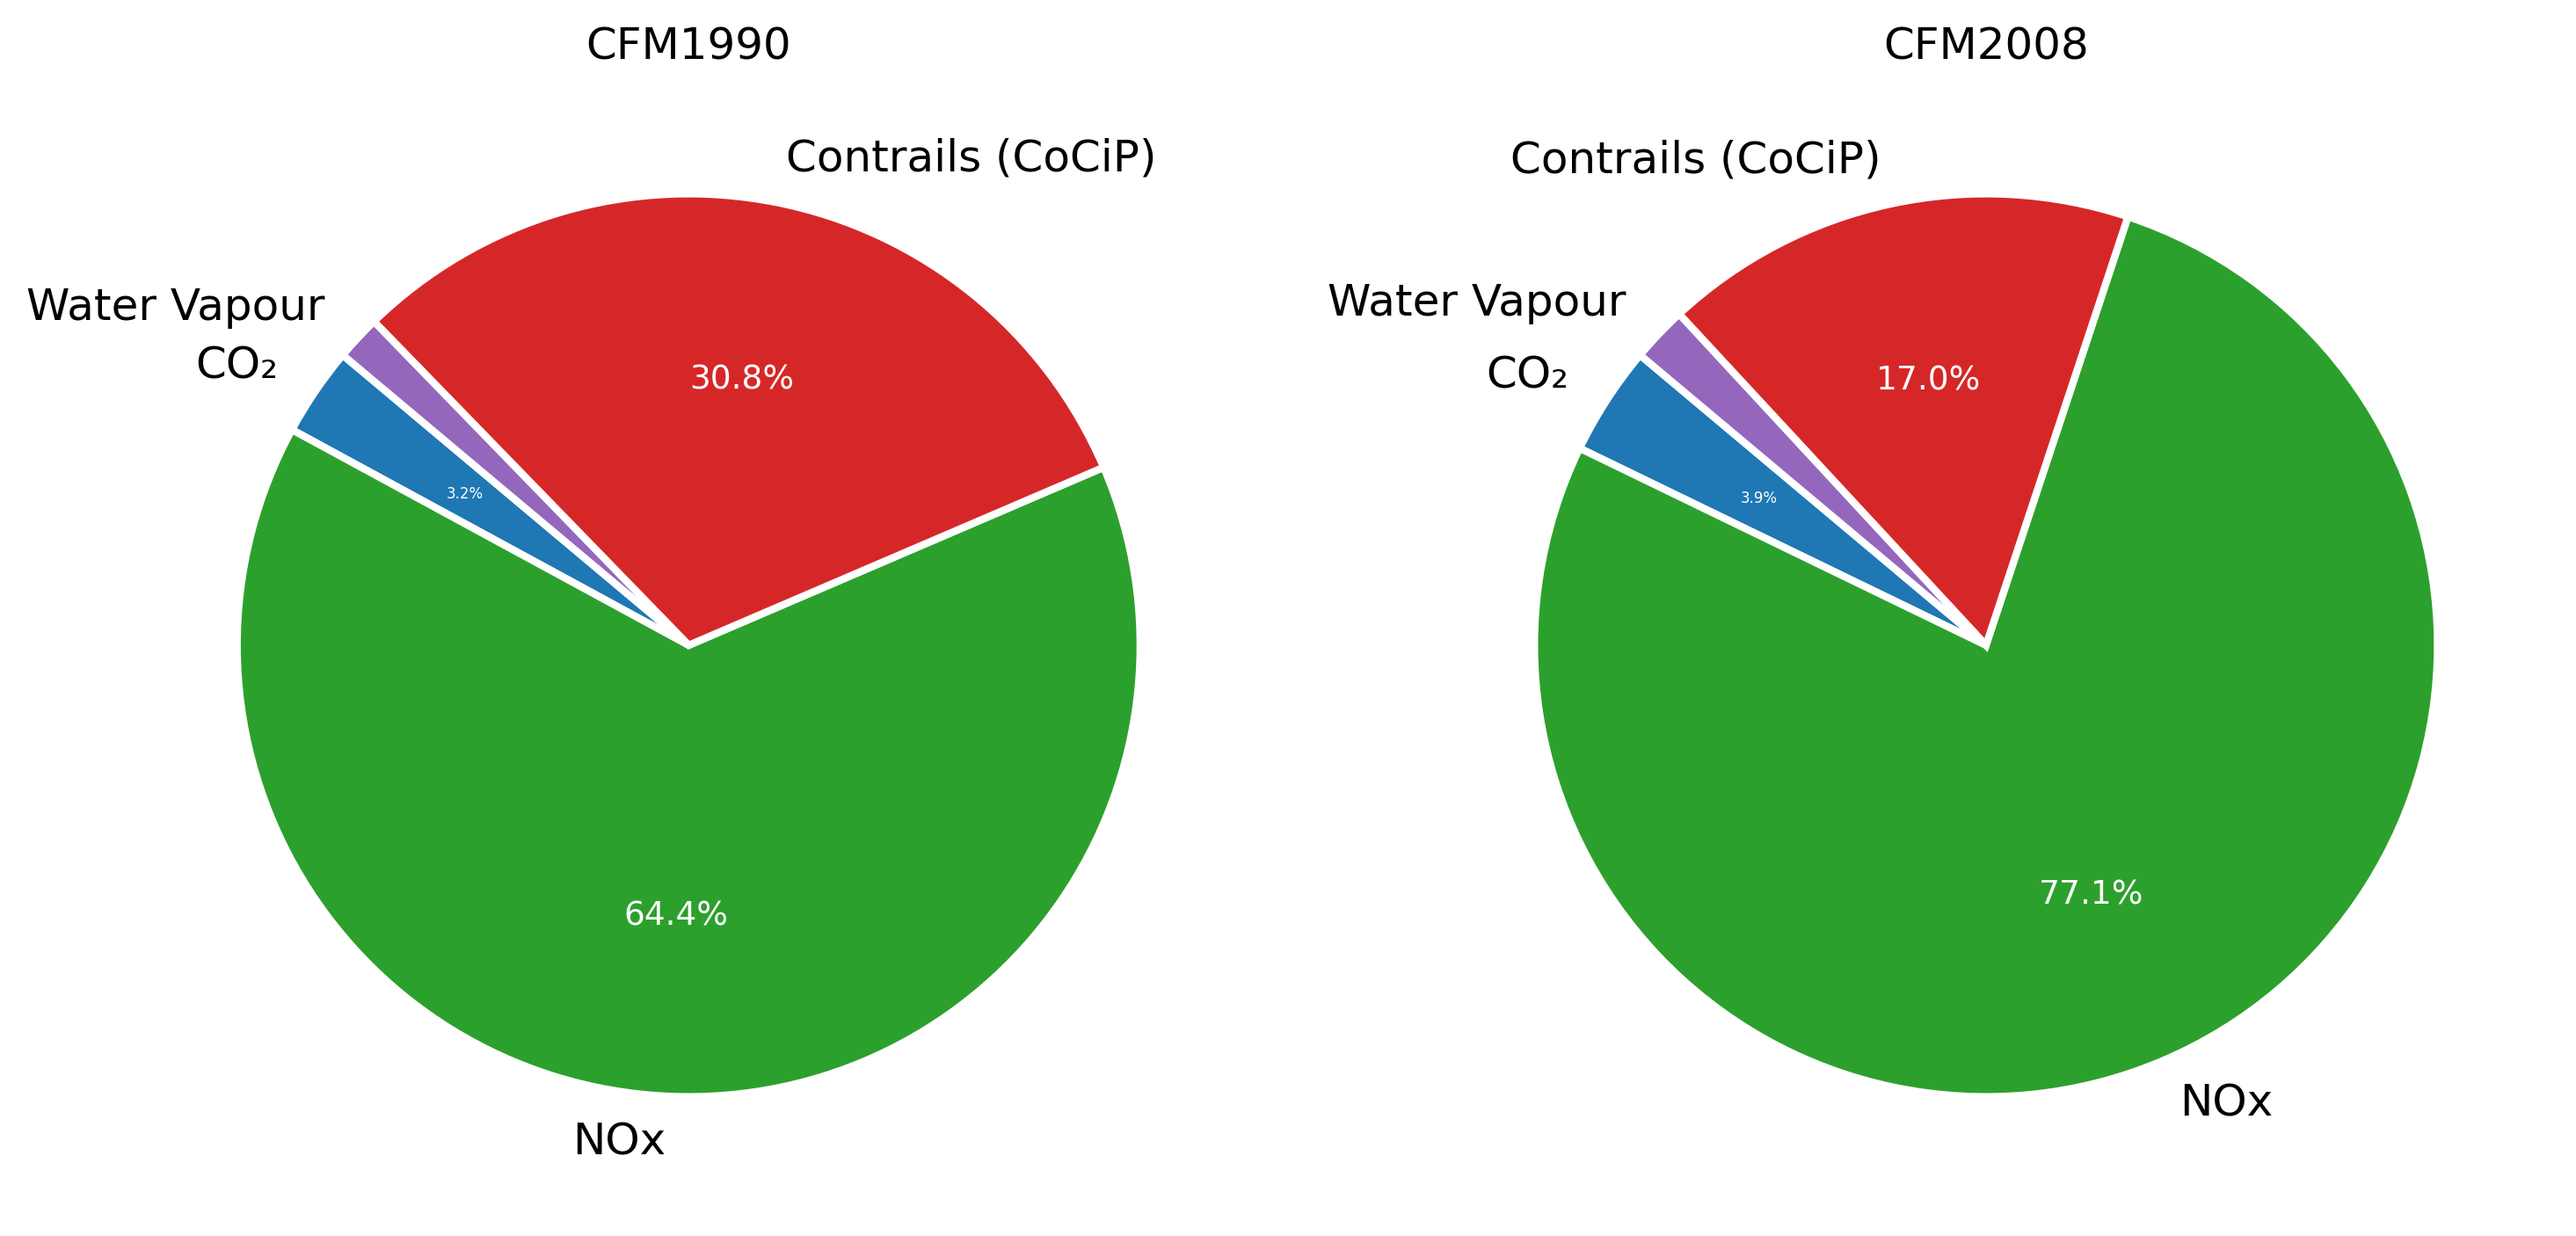 CFM1990
Contrails (CoCiP)
Water Vapour
CO₂
30.8%
3.2%
64.4%
NOx
CFM2008
Contrails (CoCiP)
Water Vapour
CO₂
17.0%
3.9%
77.1%
NOx